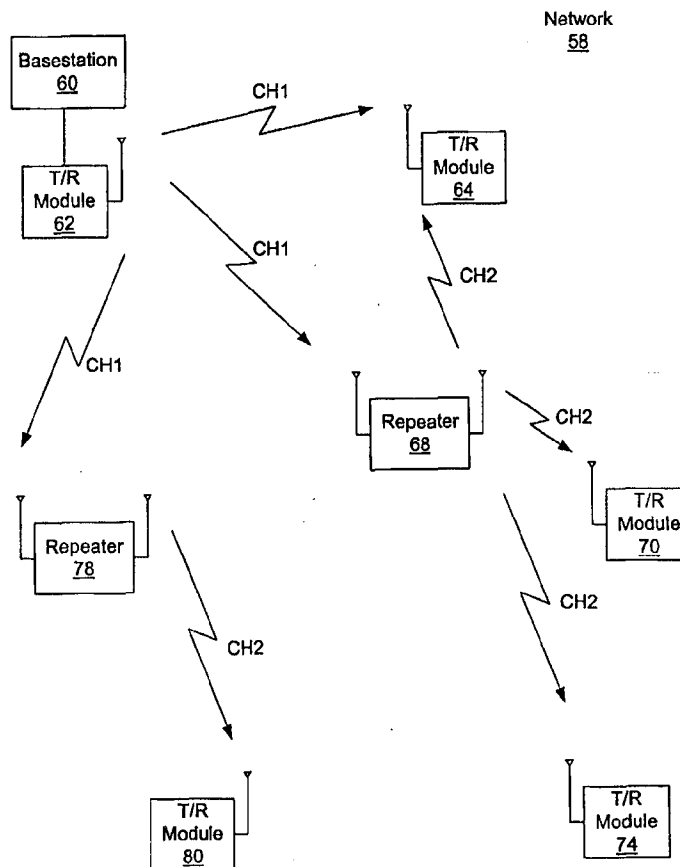 Network
58
Basestation
60
CH1
T/R
Module
62
T/R
Module
64
CH1
CH2
CH1
Repeater
68
CH2
T/R
Module
70
Repeater
78
CH2
CH2
T/R
Module
80
T/R
Module
74